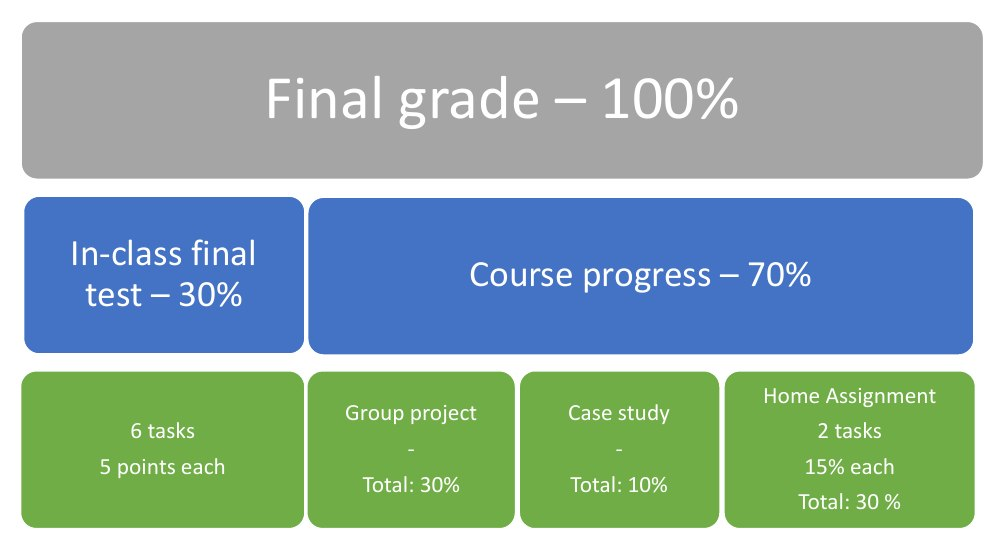 Final grade – 100%
In-class final
test – 30%
Course progress – 70%
6 tasks
5 points each
Group project
-
Total: 30%
Case study
-
Total: 10%
Home Assignment
2 tasks
15% each
Total: 30 %